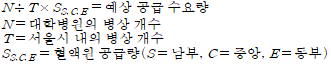 N÷T×S_{S,C,E}=예상 공급 수요량
N=대학병원의 병상 개수
T=서울시 내의 병상 개수
S_{S,C,E}=혈액원 공급량(S=남부, C=중앙, E=동부)